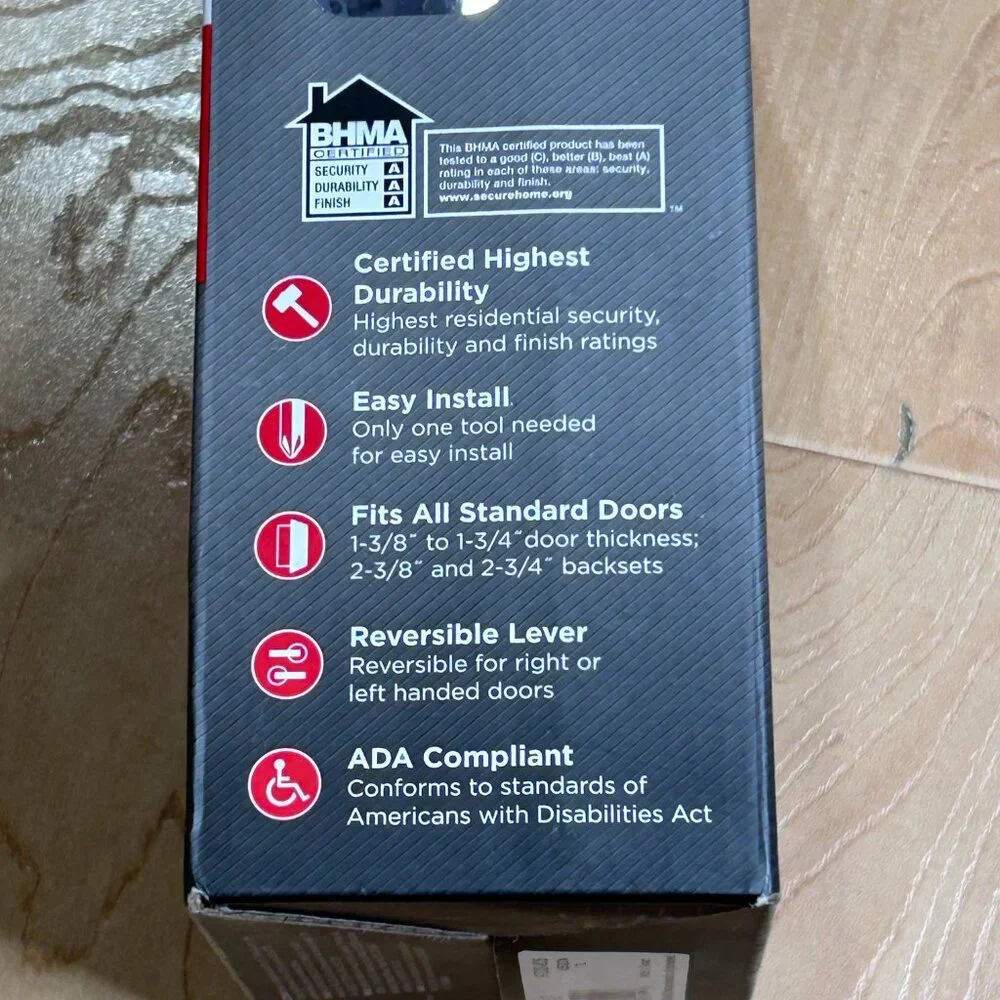 BHMA
CERTIFIED
SECURITY A
DURABILITY A
FINISH A
This BHMA certified product has been
tested to a good (C), better (B), best (A)
rating in each of these areas: security,
durability and finish.
www.securehome.org
™
Certified Highest
Durability
Highest residential security,
durability and finish ratings
Easy Install.
Only one tool needed
for easy install
Fits All Standard Doors
1-3/8″ to 1-3/4″door thickness;
2-3/8″ and 2-3/4″ backsets
Reversible Lever
Reversible for right or
left handed doors
ADA Compliant
Conforms to standards of
Americans with Disabilities Act